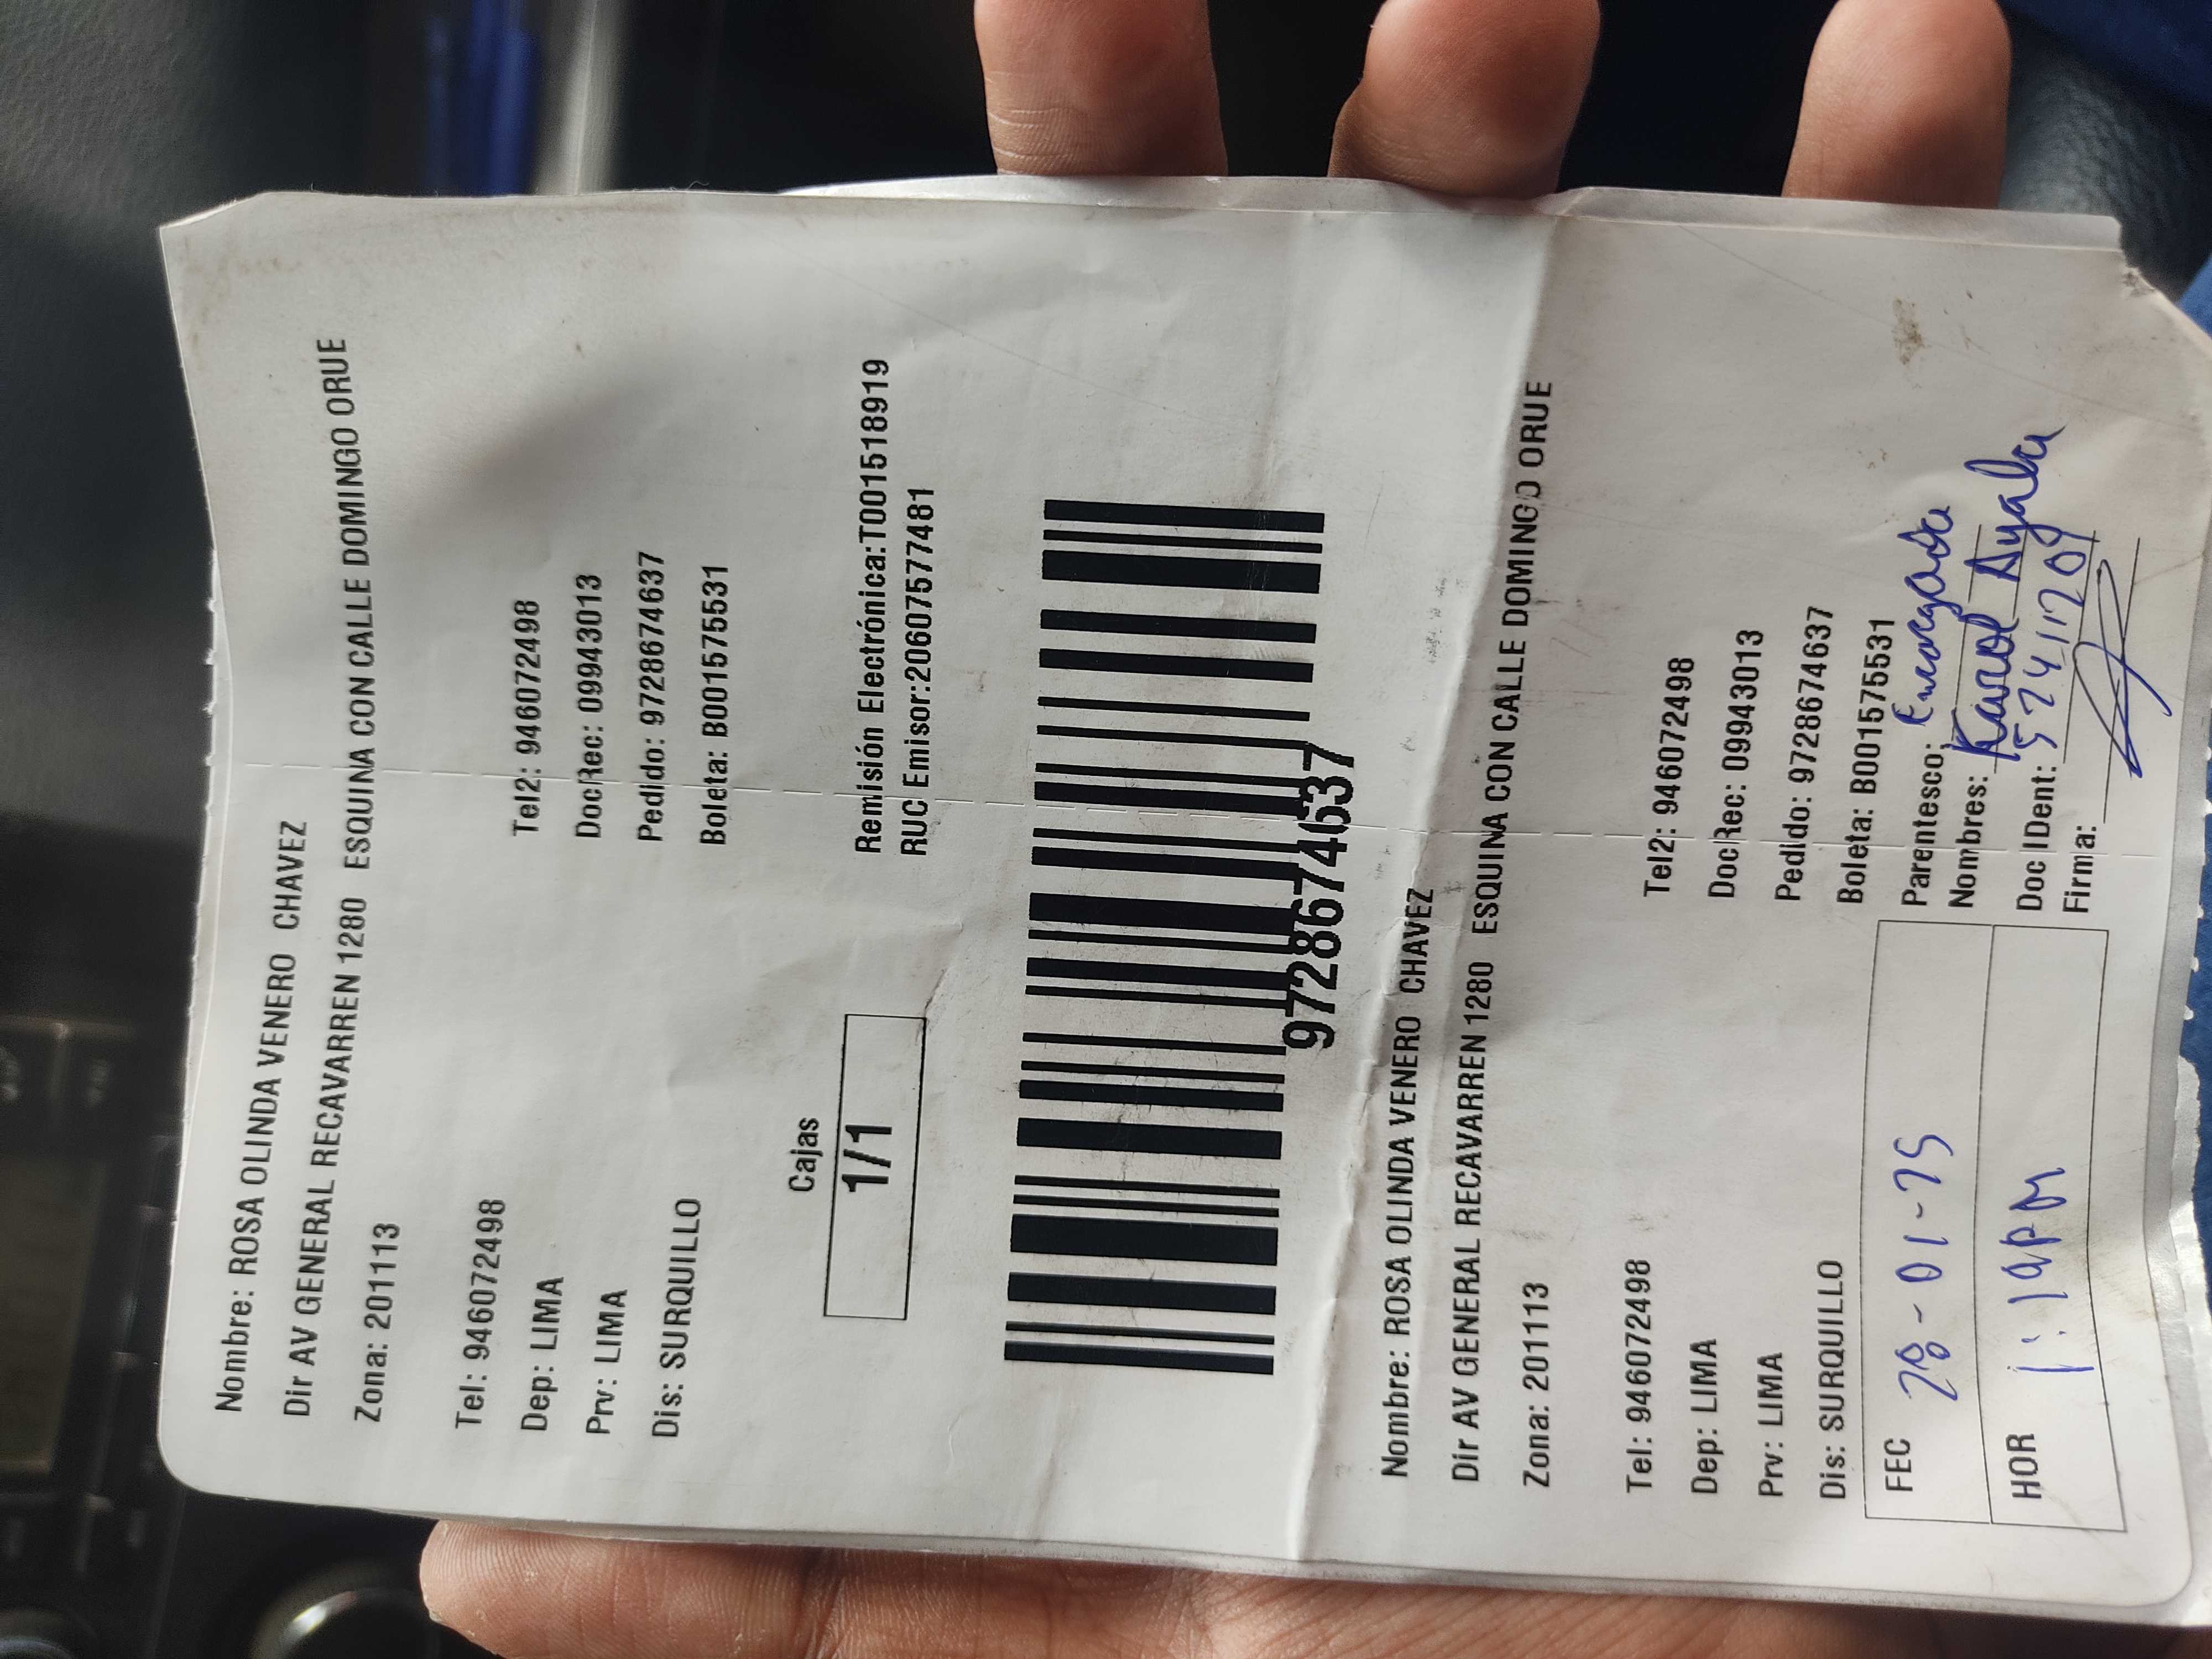 Nombre: ROSA OLINDA VENERO CHAVEZ
Dir AV GENERAL RECAVARREN 1280 ESQUINA CON CALLE DOMINGO ORUE
Zona: 201113
Tel: 946072498 Tel2: 946072498
Dep: LIMA DocRec: 09943013
Prv: LIMA Pedido: 9728674637
Dis: SURQUILLO Boleta: B001575531
Cajas
1/1
Remisión Electrónica:T001518919
RUC Emisor:20607577481
9728674637
Nombre: ROSA OLINDA VENERO CHAVEZ
Dir AV GENERAL RECAVARREN 1280 ESQUINA CON CALLE DOMINGO ORUE
Zona: 201113
Tel: 946072498 Tel2: 946072498
Dep: LIMA DocRec: 09943013
Prv: LIMA Pedido: 9728674637
Dis: SURQUILLO Boleta: B001575531
FEC 28-01-25
HOR 1:19PM
Parentesco: Encargada
Nombres: Karol Ayala
Doc IDent:
Firma: